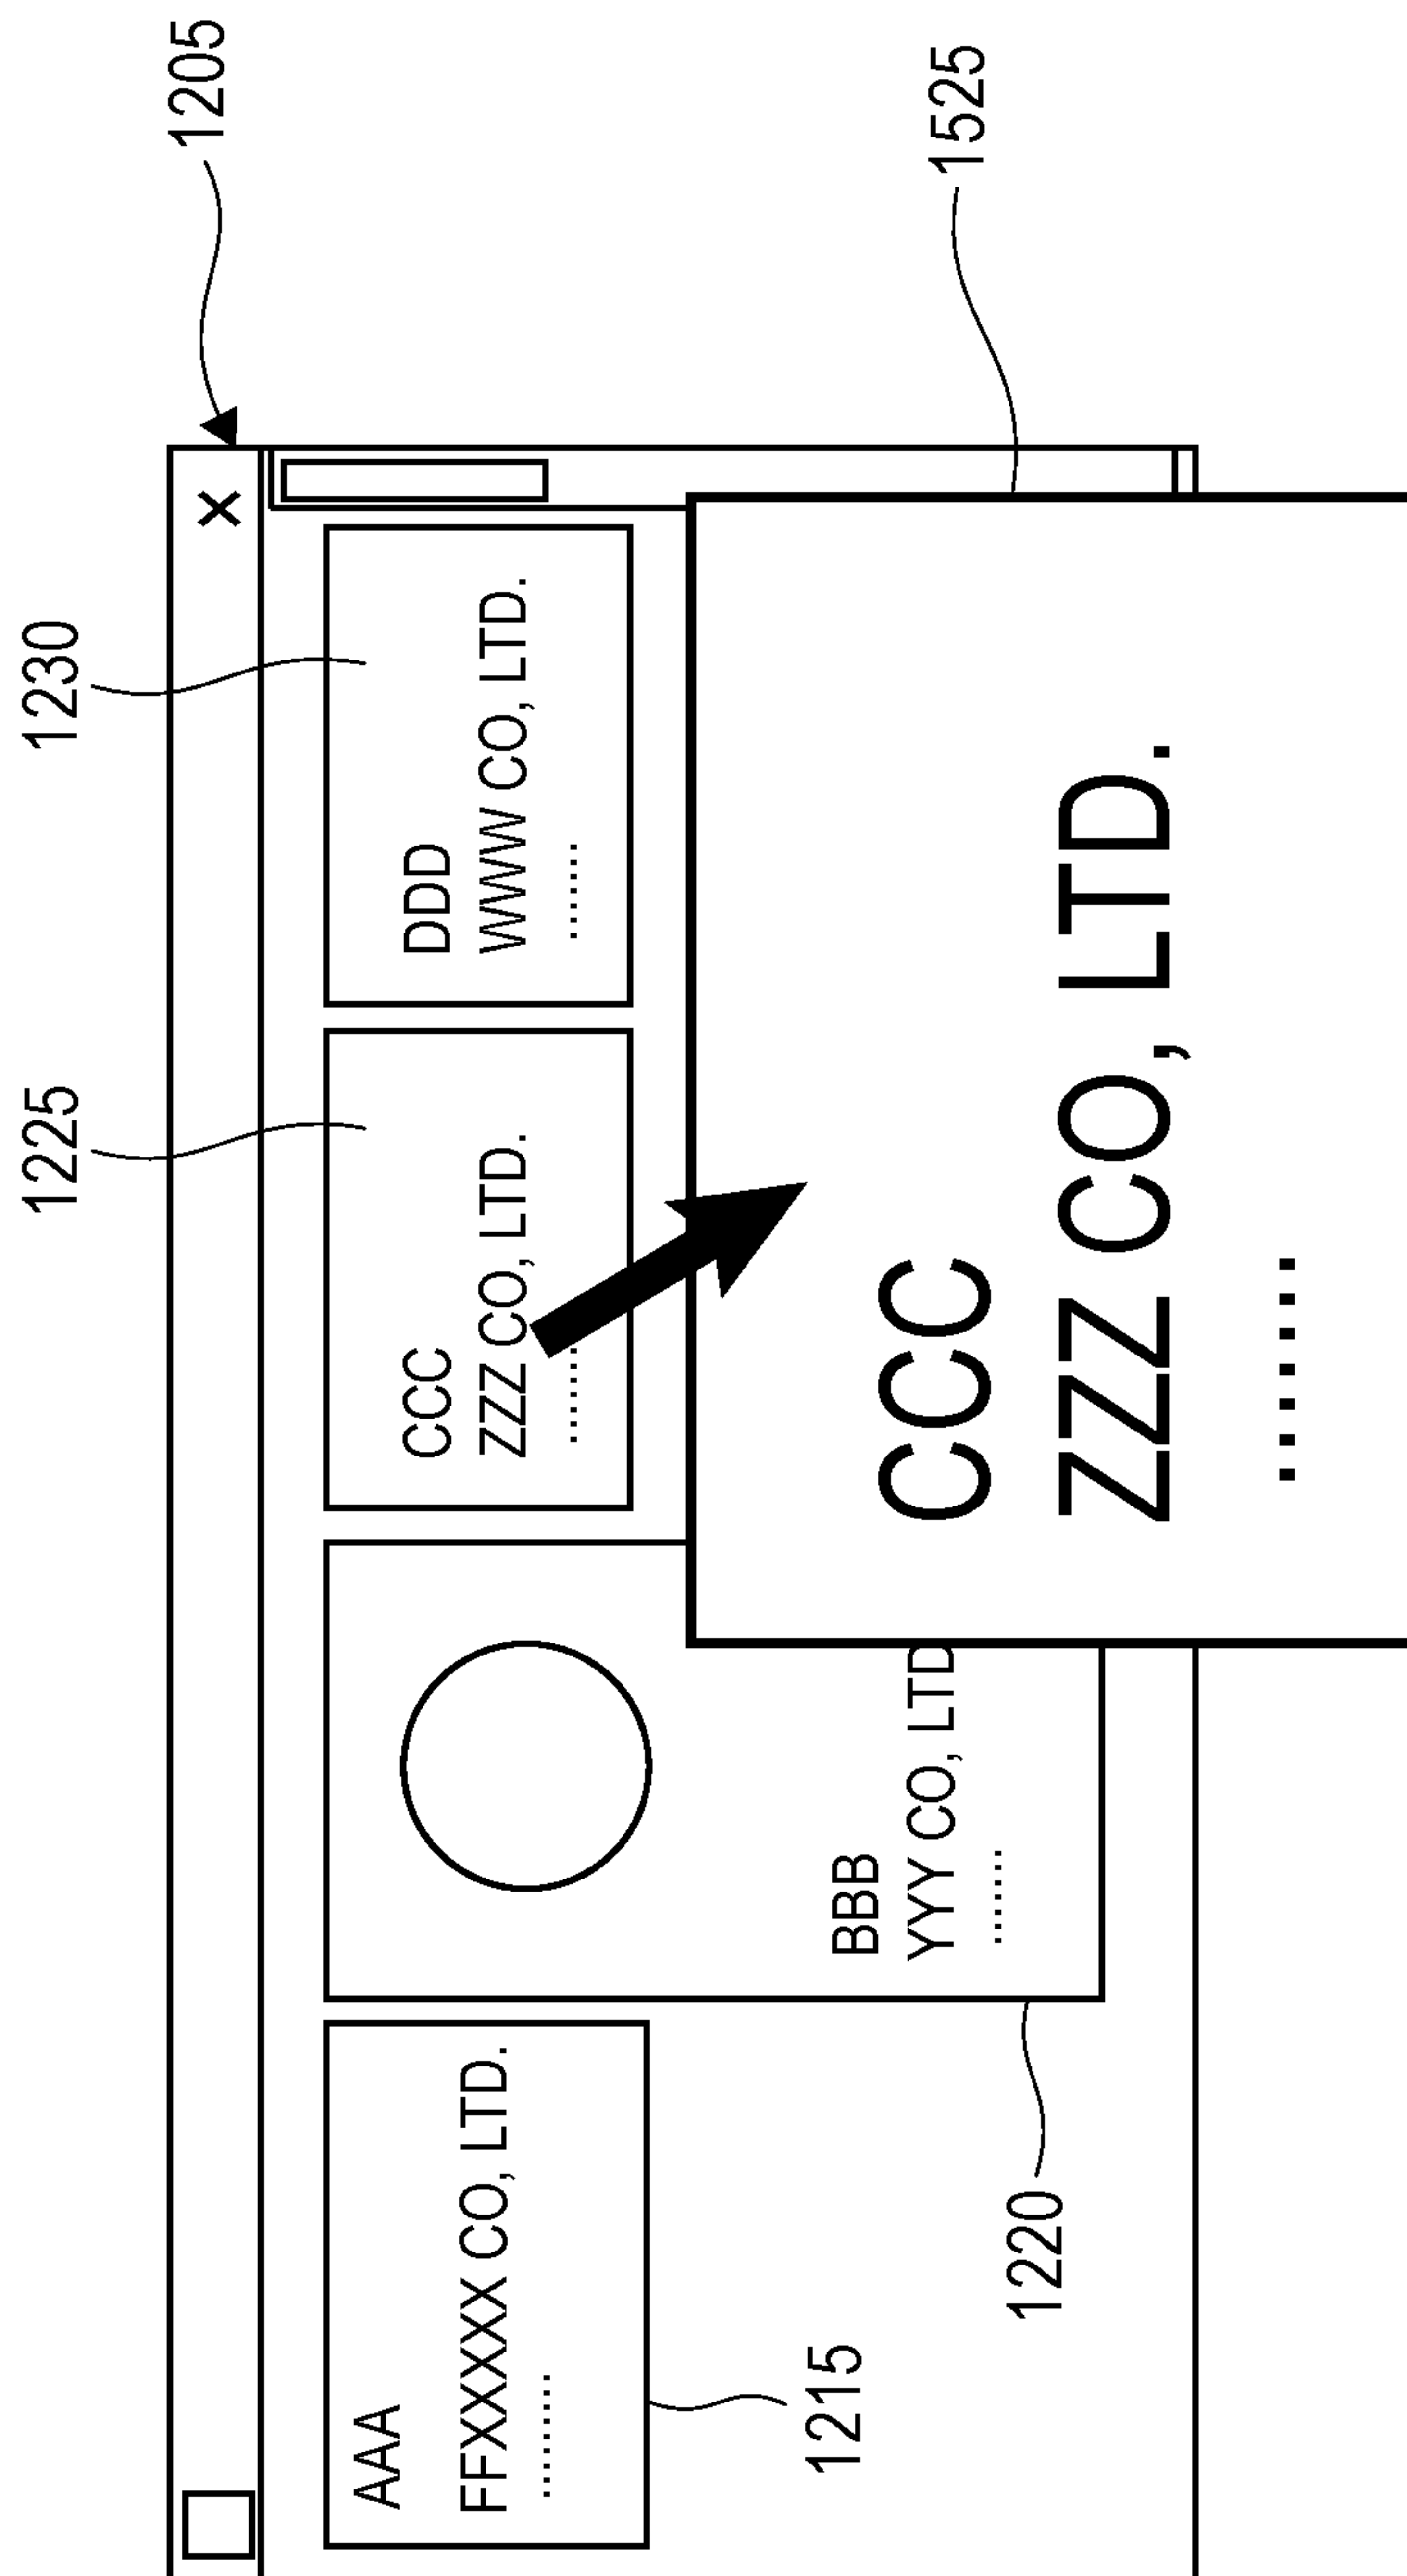 1205
1230
1225
×
AAA
FFXXXXX CO, LTD.
........
BBB
YYY CO, LTD
.......
CCC
ZZZ CO, LTD.
.......
DDD
WWW CO, LTD.
.......
1215
1220
CCC
ZZZ CO, LTD.
.......
1525